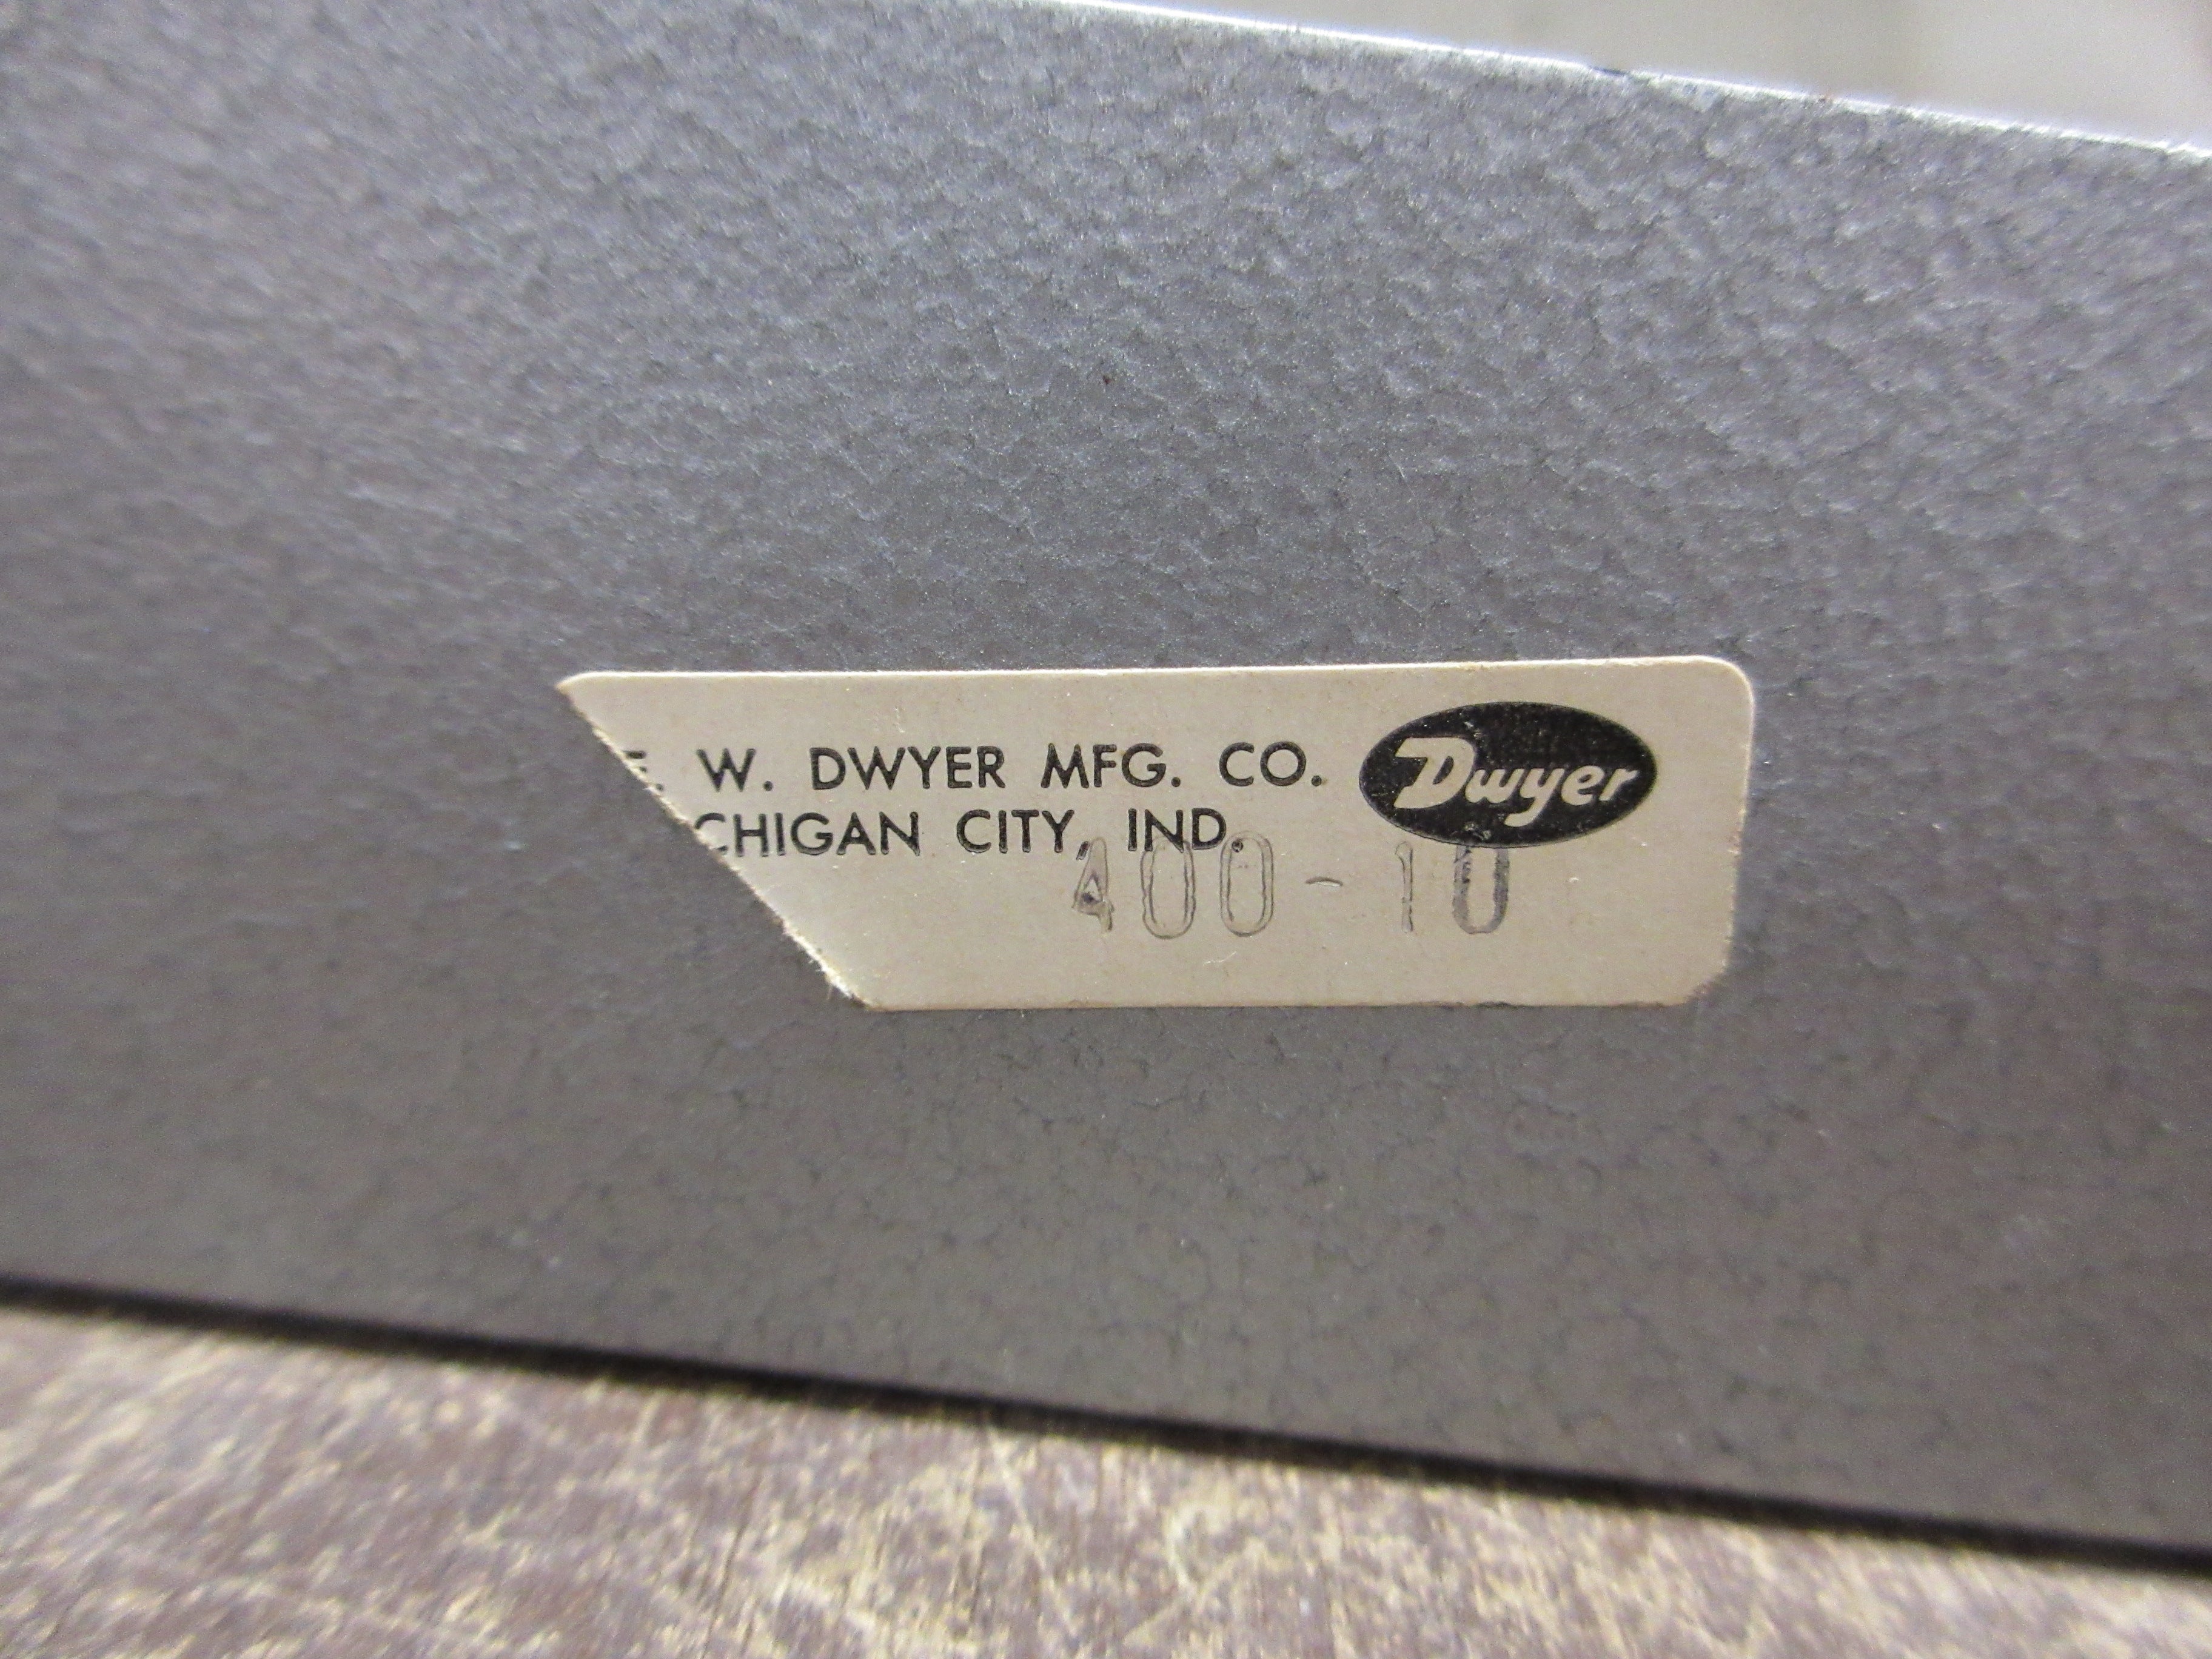 F. W. DWYER MFG. CO.
CHIGAN CITY, IND.
Dwyer
400-10